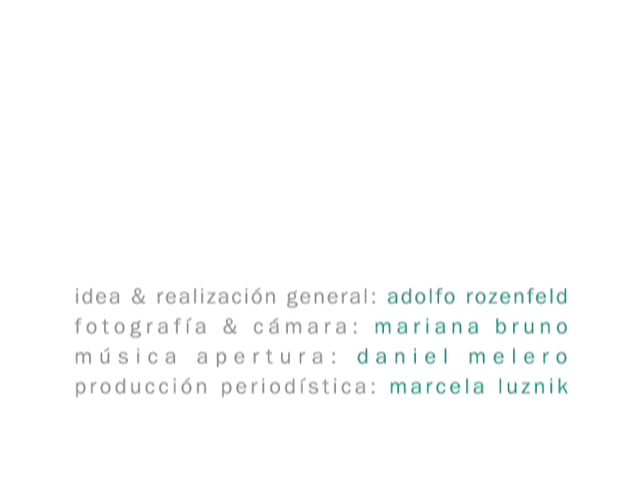 idea & realización general: adolfo rozenfeld
fotografía & cámara: mariana bruno
música apertura: daniel melero
producción periodística: marcela luznik